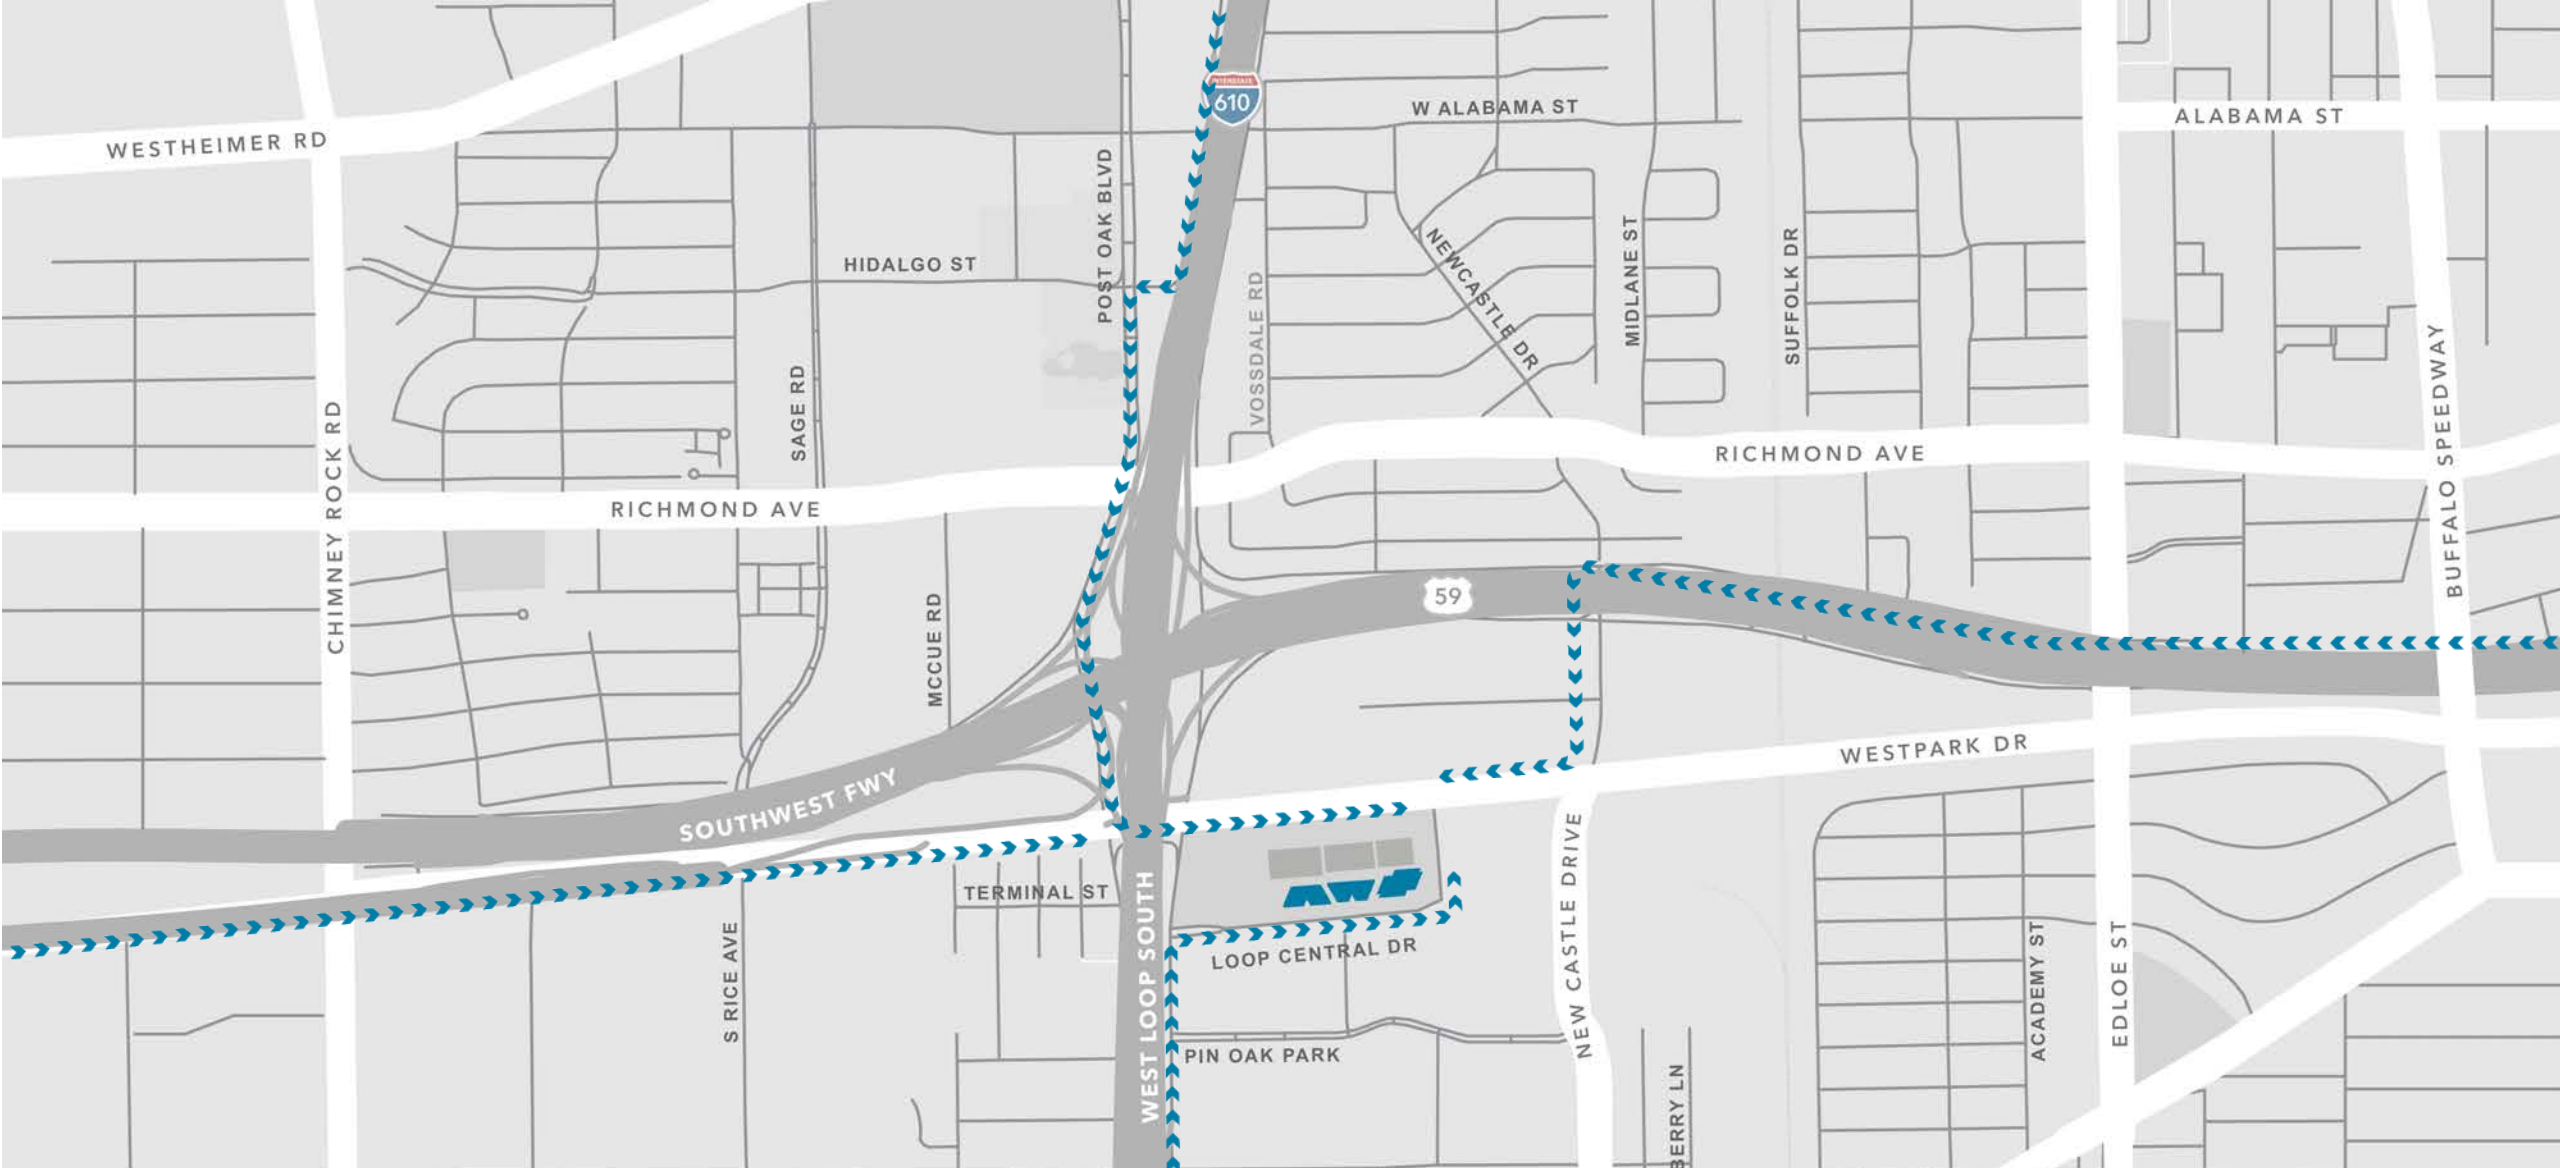 INTERSTATE
610
W ALABAMA ST
ALABAMA ST
WESTHEIMER RD
POST OAK BLVD
HIDALGO ST
NEWCASTLE DR
MIDLANE ST
SUFFOLK DR
VOSSDALE RD
SAGE RD
CHIMNEY ROCK RD
BUFFALO SPEEDWAY
RICHMOND AVE
RICHMOND AVE
59
MCCUE RD
WESTPARK DR
SOUTHWEST FWY
TERMINAL ST
NEW CASTLE DRIVE
WEST LOOP SOUTH
LOOP CENTRAL DR
S RICE AVE
ACADEMY ST
EDLOE ST
PIN OAK PARK
BERRY LN